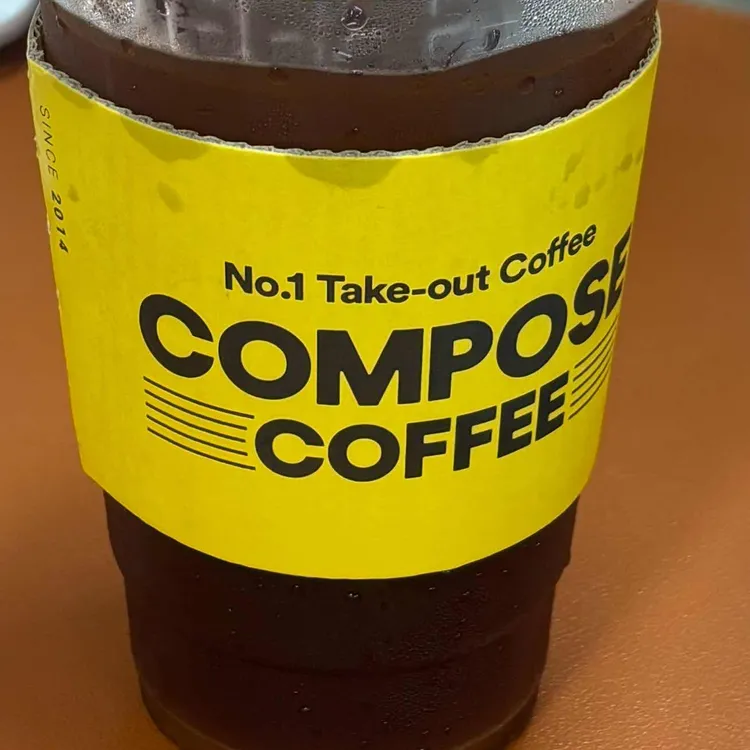 SINCE 2014
No.1 Take-out Coffee
COMPOSE
COFFEE